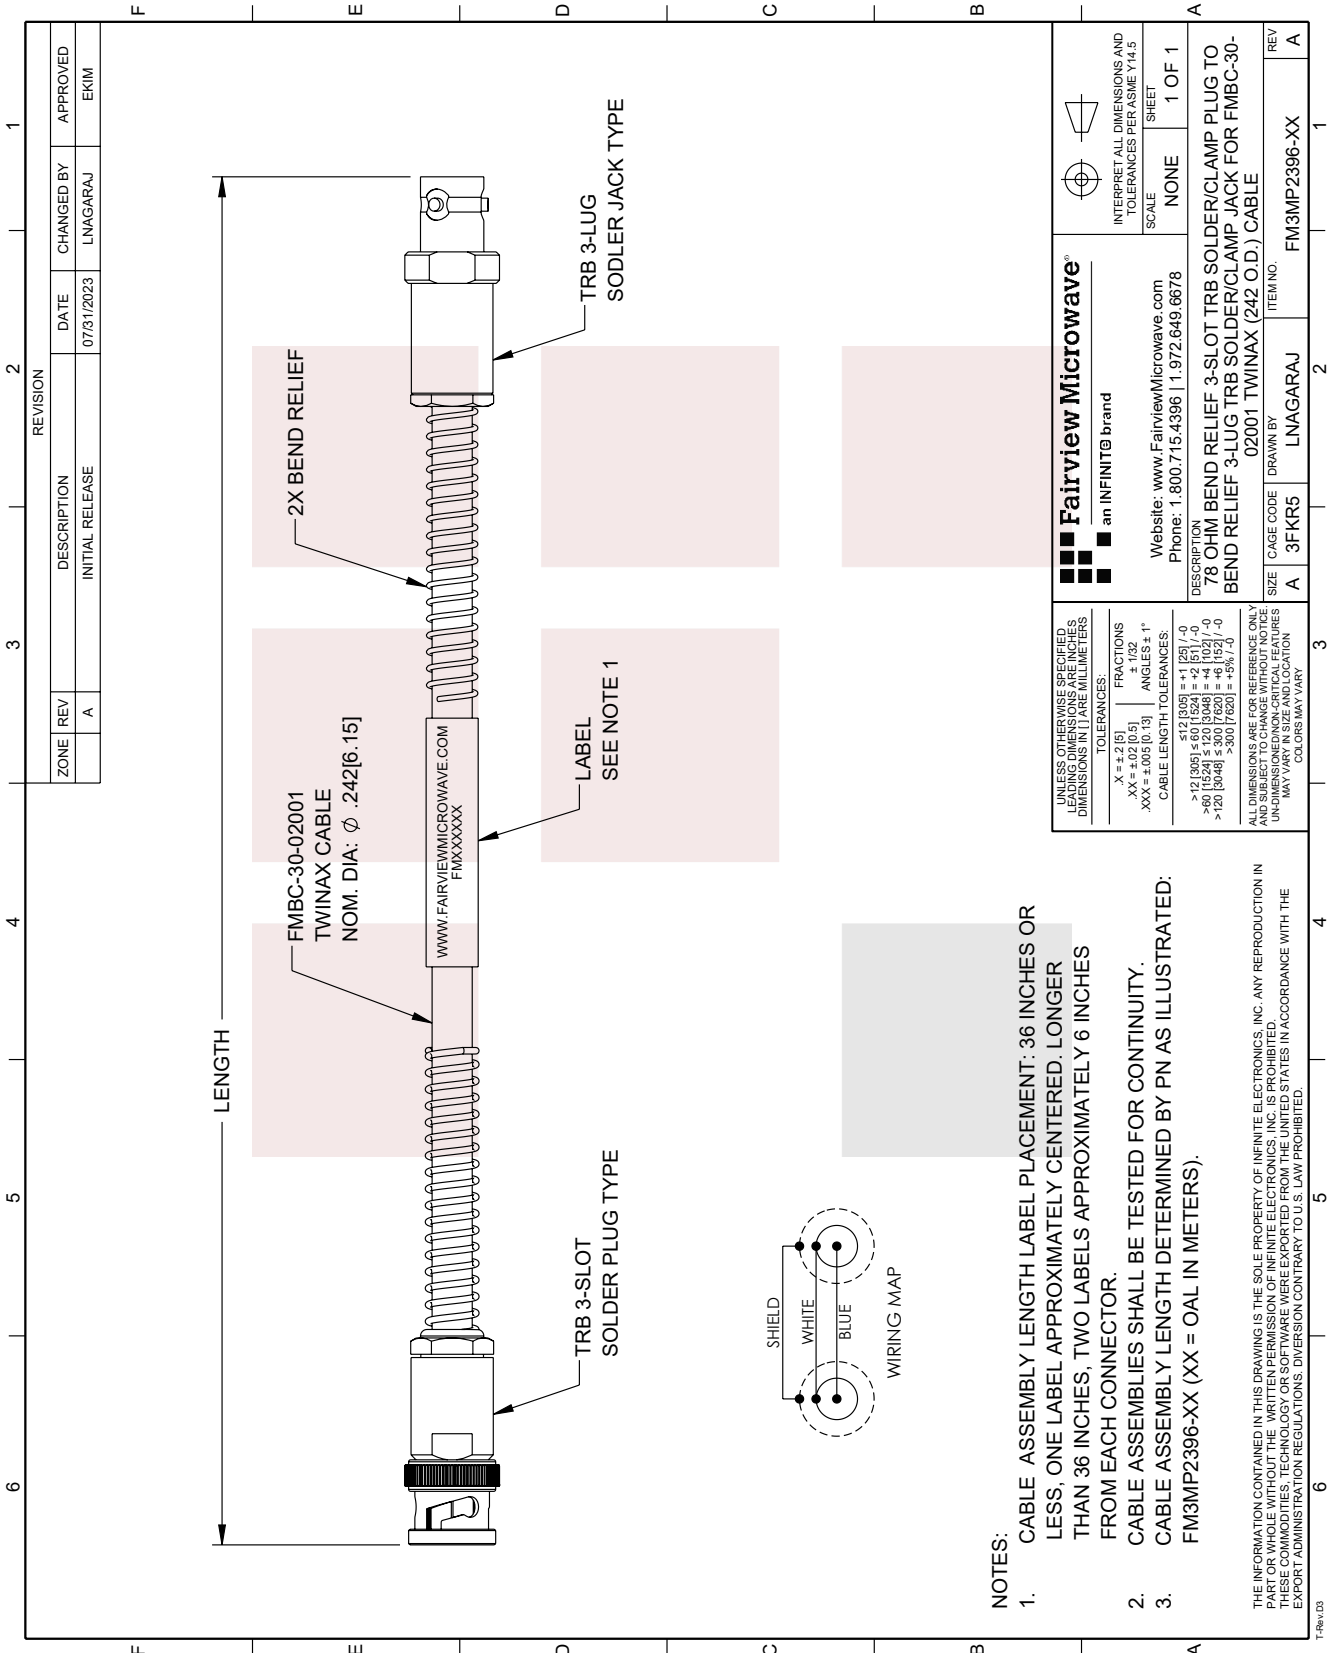 6
5
4
3
2
1
F
E
D
C
B
A
REVISION
ZONE REV DESCRIPTION DATE CHANGED BY APPROVED
A INITIAL RELEASE 07/31/2023 LNAGARAJ EKIM
LENGTH
FMBC-30-02001
TWINAX CABLE
NOM. DIA: Ø .242[6.15]
2X BEND RELIEF
WWW.FAIRVIEWMICROWAVE.COM
FMXXXXXX
TRB 3-SLOT
SOLDER PLUG TYPE
LABEL
SEE NOTE 1
TRB 3-LUG
SODLER JACK TYPE
SHIELD
WHITE
BLUE
WIRING MAP
NOTES:
1. CABLE ASSEMBLY LENGTH LABEL PLACEMENT: 36 INCHES OR
LESS, ONE LABEL APPROXIMATELY CENTERED. LONGER
THAN 36 INCHES, TWO LABELS APPROXIMATELY 6 INCHES
FROM EACH CONNECTOR.
2. CABLE ASSEMBLIES SHALL BE TESTED FOR CONTINUITY.
3. CABLE ASSEMBLY LENGTH DETERMINED BY PN AS ILLUSTRATED:
FM3MP2396-XX (XX = OAL IN METERS).
THE INFORMATION CONTAINED IN THIS DRAWING IS THE SOLE PROPERTY OF INFINITE ELECTRONICS, INC. ANY REPRODUCTION IN
PART OR WHOLE WITHOUT THE WRITTEN PERMISSION OF INFINITE ELECTRONICS, INC. IS PROHIBITED.
THESE COMMODITIES, TECHNOLOGY OR SOFTWARE WERE EXPORTED FROM THE UNITED STATES IN ACCORDANCE WITH THE
EXPORT ADMINISTRATION REGULATIONS. DIVERSION CONTRARY TO U.S. LAW PROHIBITED.
UNLESS OTHERWISE SPECIFIED
LEADING DIMENSIONS ARE INCHES
DIMENSIONS IN [ ] ARE MILLIMETERS
TOLERANCES:
.X = ±.2 [5] FRACTIONS
.XX = ±.02 [0.5] ± 1/32
.XXX = ±.005 [0.13] ANGLES ± 1°
CABLE LENGTH TOLERANCES:
≤12 [305] = +1 [25] / -0
>12 [305] ≤ 60 [1524] = +2 [51] / -0
>60 [1524] ≤ 120 [3048] = +4 [102] / -0
>120 [3048] ≤ 300 [7620] = +6 [152] / -0
>300 [7620] = +5% / -0
ALL DIMENSIONS ARE FOR REFERENCE ONLY
AND SUBJECT TO CHANGE WITHOUT NOTICE.
UN-DIMENSIONED/NON-CRITICAL FEATURES
MAY VARY IN SIZE AND LOCATION
COLORS MAY VARY
Fairview Microwave®
an INFINITE brand
Website: www.FairviewMicrowave.com
Phone: 1.800.715.4396 | 1.972.649.6678
INTERPRET ALL DIMENSIONS AND
TOLERANCES PER ASME Y14.5
SCALE NONE SHEET 1 OF 1
DESCRIPTION
78 OHM BEND RELIEF 3-SLOT TRB SOLDER/CLAMP PLUG TO
BEND RELIEF 3-LUG TRB SOLDER/CLAMP JACK FOR FMBC-30-
02001 TWINAX (242 O.D.) CABLE
SIZE A CAGE CODE 3FKR5 DRAWN BY LNAGARAJ ITEM NO. FM3MP2396-XX REV A
6
5
4
3
2
1
F
E
D
C
B
A
T-Rev.D3